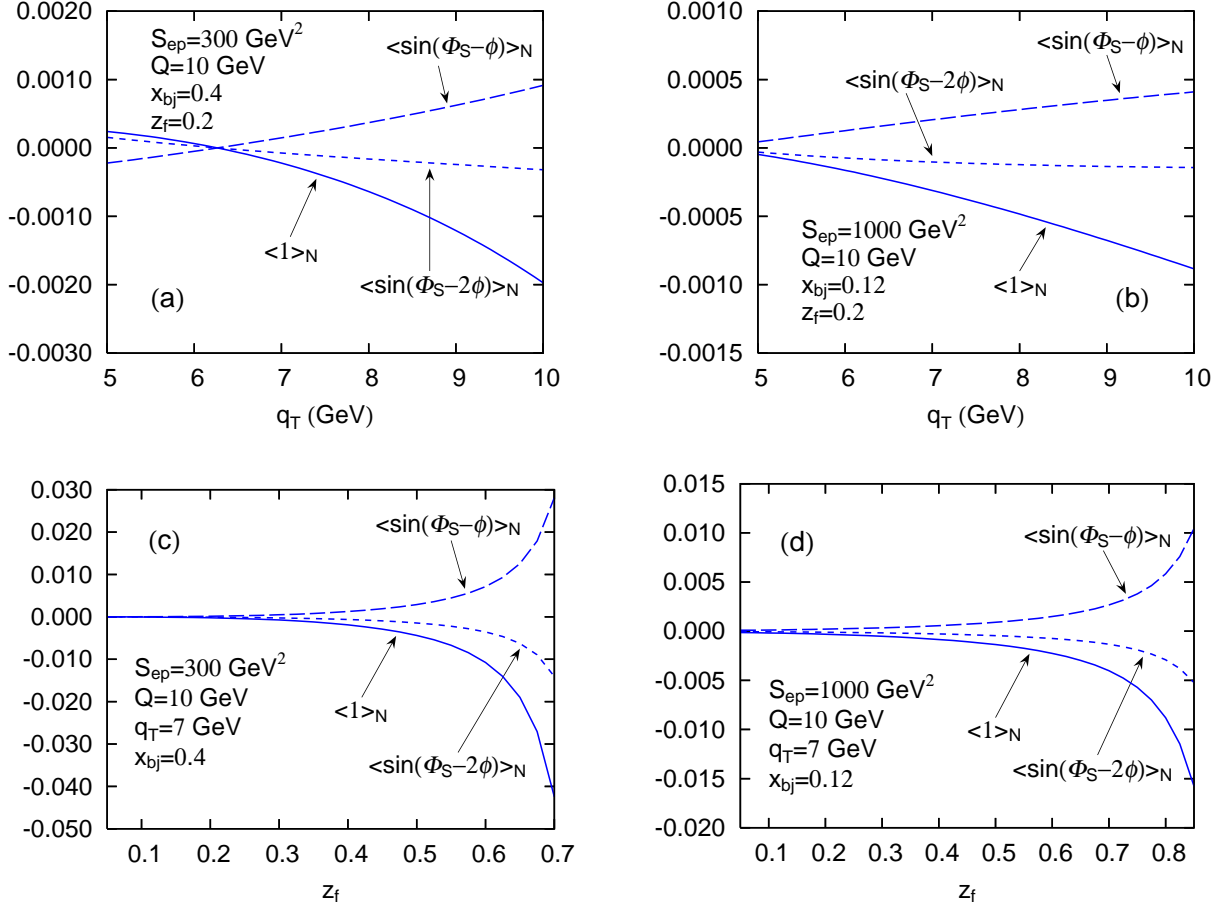 0.0020
0.0010
0.0000
-0.0010
-0.0020
-0.0030
S_ep=300 GeV²
Q=10 GeV
x_bj=0.4
z_f=0.2
<sin(Φ_S−ϕ)>_N
<1>_N
<sin(Φ_S−2ϕ)>_N
(a)
5 6 7 8 9 10
q_T (GeV)
0.0010
0.0005
0.0000
-0.0005
-0.0010
-0.0015
<sin(Φ_S−ϕ)>_N
<sin(Φ_S−2ϕ)>_N
S_ep=1000 GeV²
Q=10 GeV
x_bj=0.12
z_f=0.2
<1>_N
(b)
5 6 7 8 9 10
q_T (GeV)
0.030
0.020
0.010
0.000
-0.010
-0.020
-0.030
-0.040
-0.050
(c)
<sin(Φ_S−ϕ)>_N
S_ep=300 GeV²
Q=10 GeV
q_T=7 GeV
x_bj=0.4
<1>_N
<sin(Φ_S−2ϕ)>_N
0.1 0.2 0.3 0.4 0.5 0.6 0.7
z_f
0.015
0.010
0.005
0.000
-0.005
-0.010
-0.015
-0.020
(d)
<sin(Φ_S−ϕ)>_N
S_ep=1000 GeV²
Q=10 GeV
q_T=7 GeV
x_bj=0.12
<1>_N
<sin(Φ_S−2ϕ)>_N
0.1 0.2 0.3 0.4 0.5 0.6 0.7 0.8
z_f